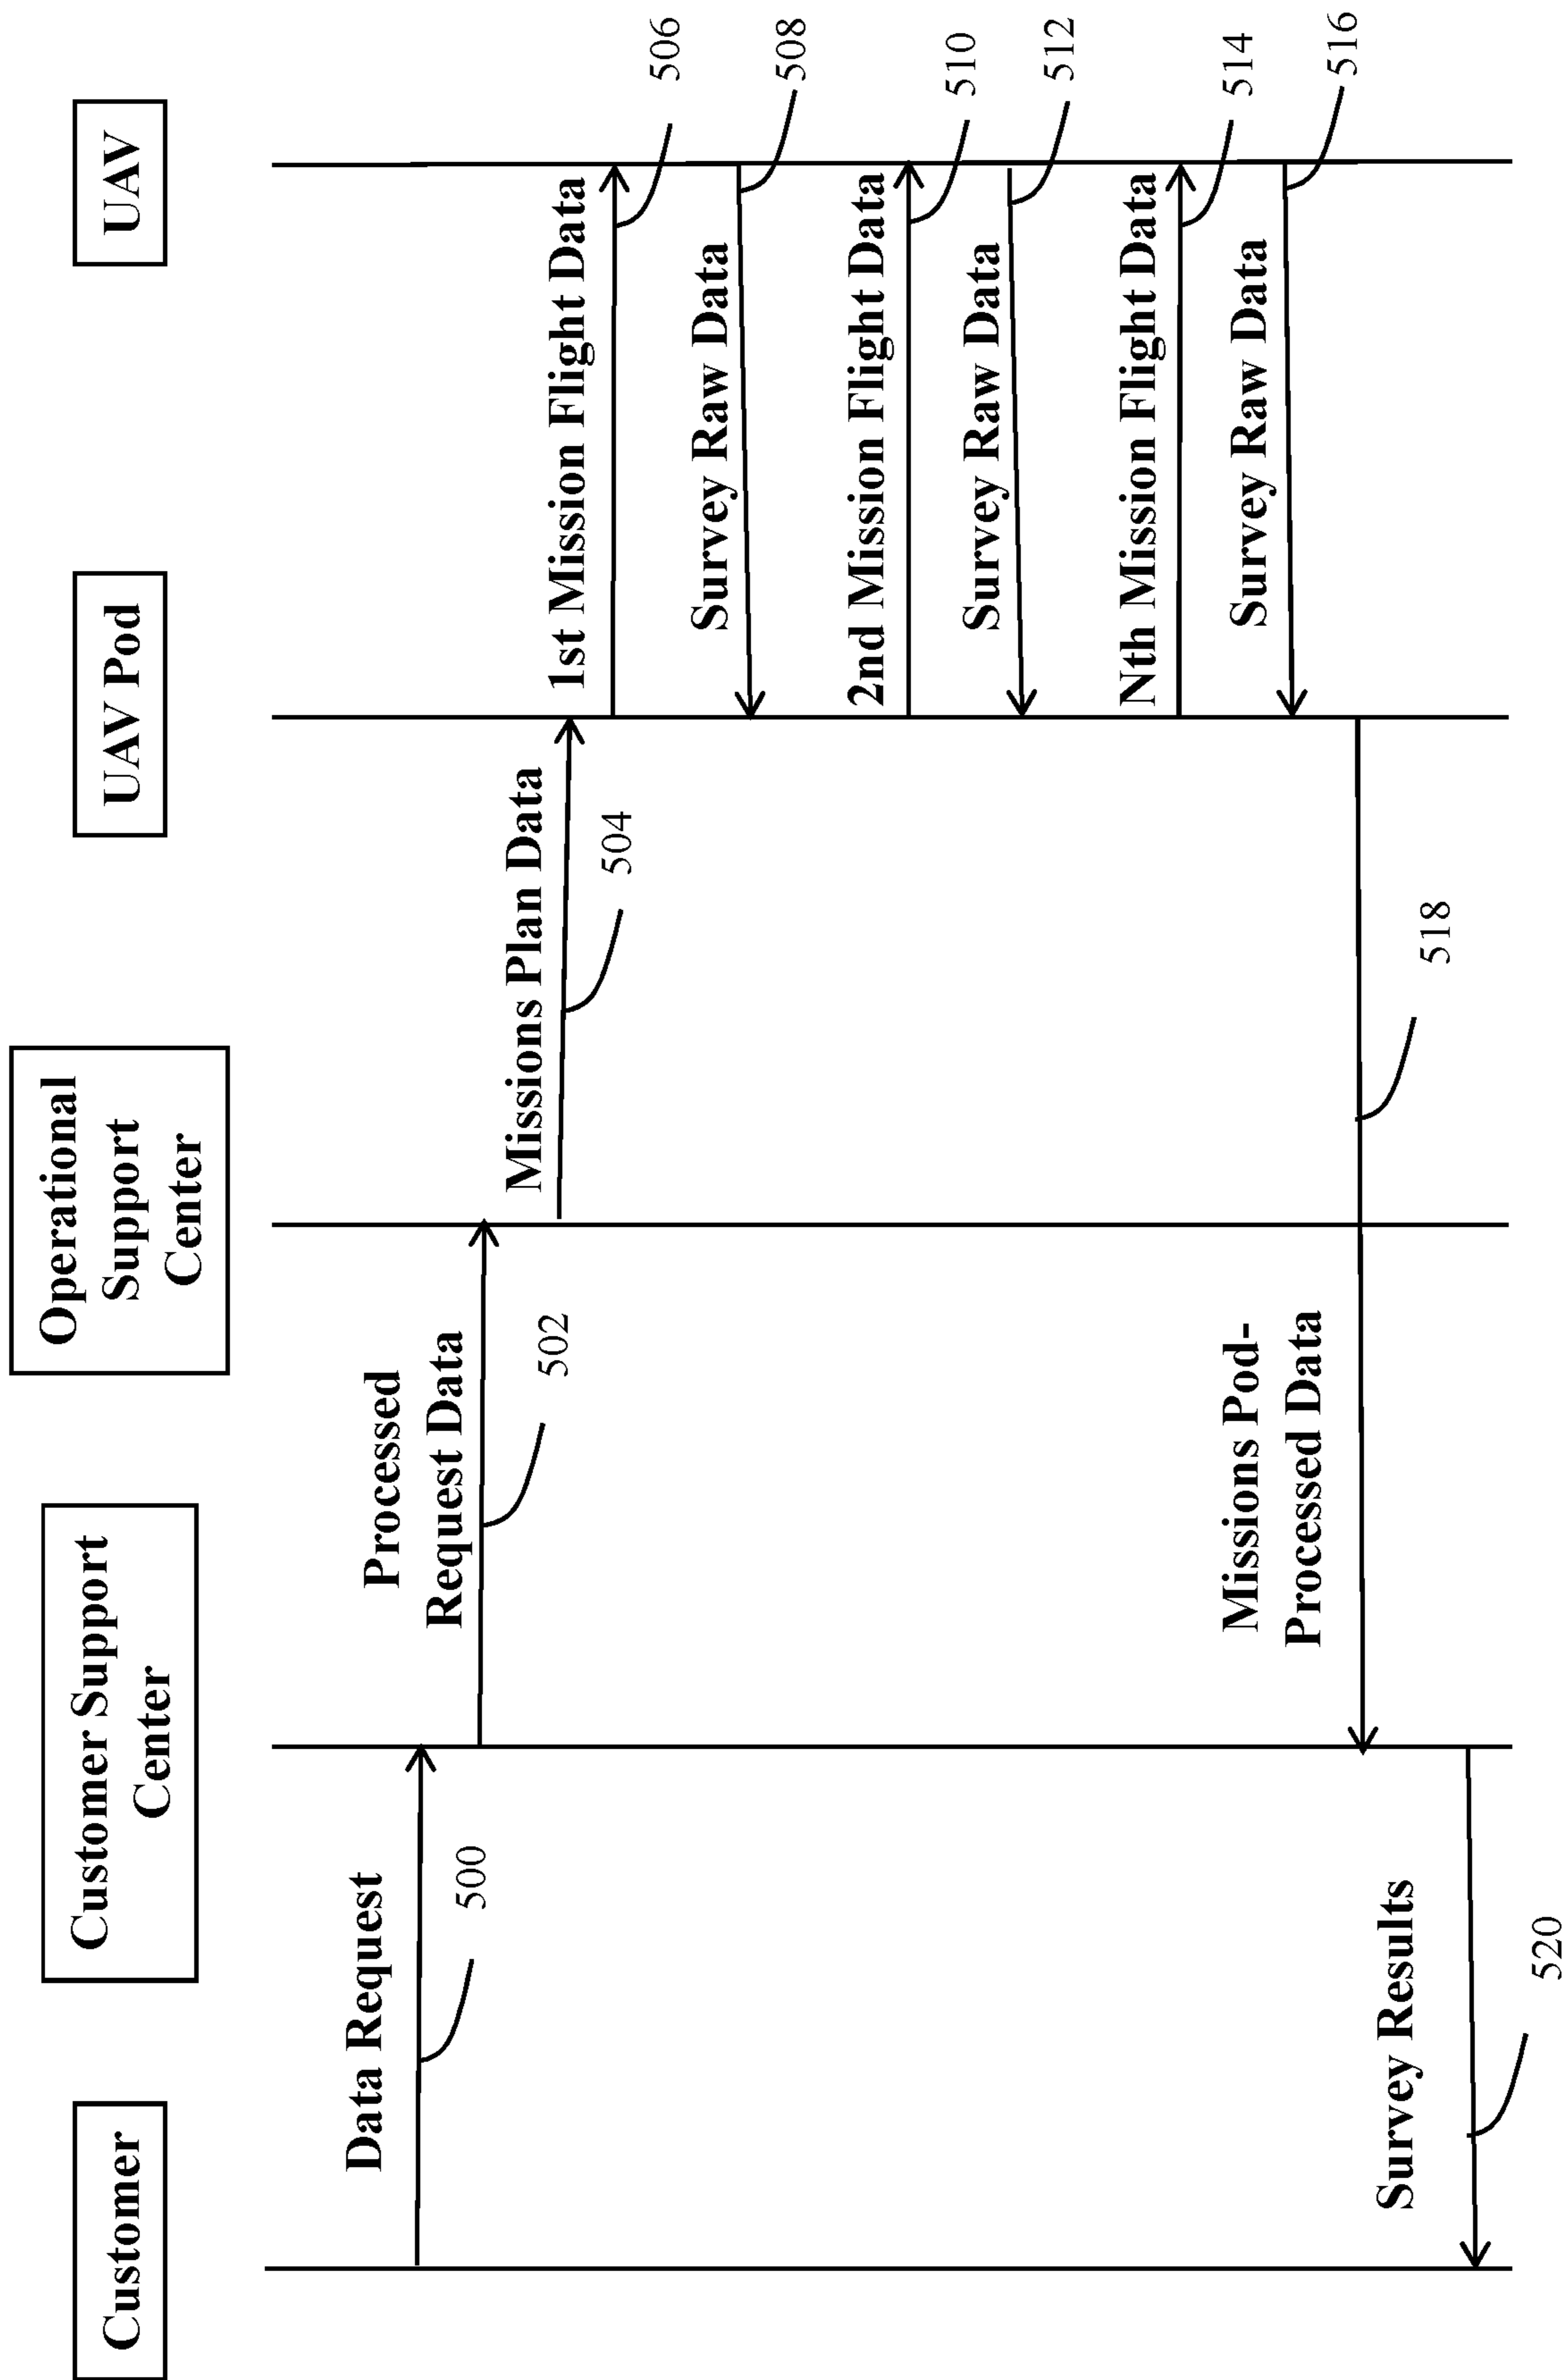 Customer
Customer Support
Center
Operational
Support
Center
UAV Pod
UAV
Data Request
500
Processed
Request Data
502
Missions Plan Data
504
1st Mission Flight Data
506
Survey Raw Data
508
2nd Mission Flight Data
510
Survey Raw Data
512
Nth Mission Flight Data
514
Survey Raw Data
516
Missions Pod-
Processed Data
518
Survey Results
520